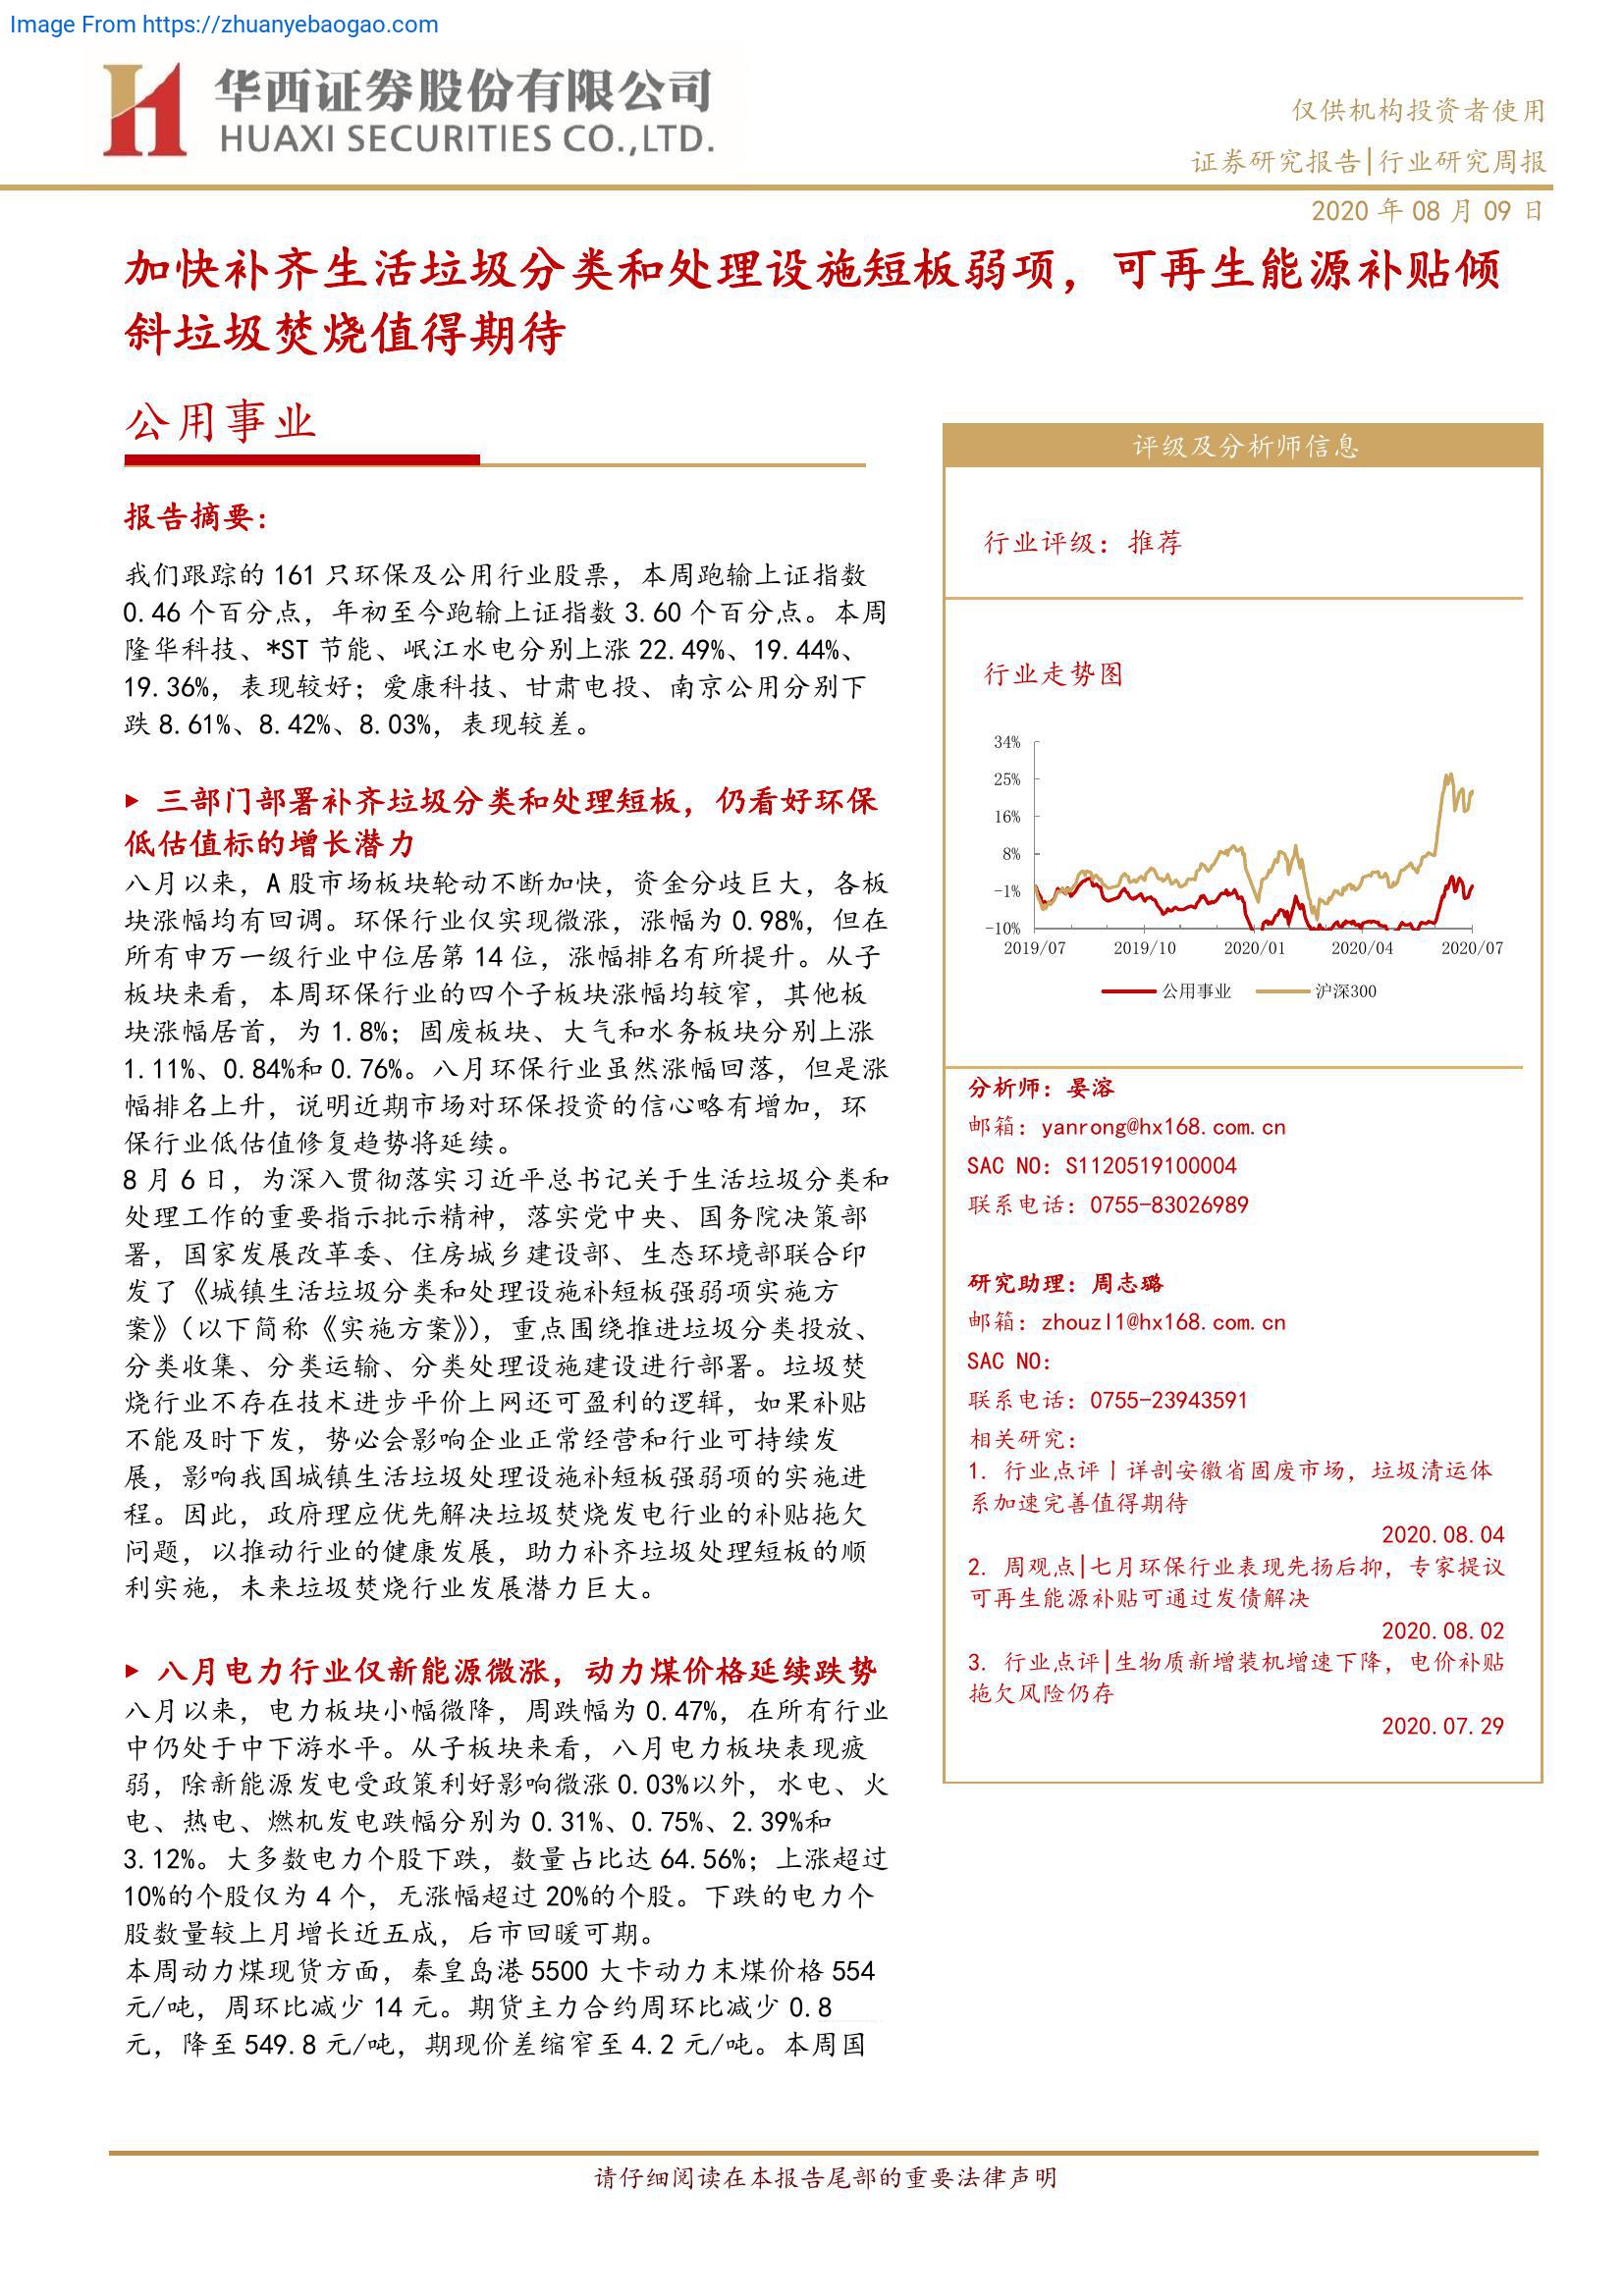 Image From https://zhuanyebaogao.com
华西证券股份有限公司
HUAXI SECURITIES CO.,LTD.
仅供机构投资者使用
证券研究报告|行业研究周报
2020 年 08 月 09 日
加快补齐生活垃圾分类和处理设施短板弱项，可再生能源补贴倾
斜垃圾焚烧值得期待
公用事业
报告摘要：
我们跟踪的 161 只环保及公用行业股票，本周跑输上证指数
0.46 个百分点，年初至今跑输上证指数 3.60 个百分点。本周
隆华科技、*ST 节能、岷江水电分别上涨 22.49%、19.44%、
19.36%，表现较好；爱康科技、甘肃电投、南京公用分别下
跌 8.61%、8.42%、8.03%，表现较差。
▶ 三部门部署补齐垃圾分类和处理短板，仍看好环保
低估值标的增长潜力
八月以来，A 股市场板块轮动不断加快，资金分歧巨大，各板
块涨幅均有回调。环保行业仅实现微涨，涨幅为 0.98%，但在
所有申万一级行业中位居第 14 位，涨幅排名有所提升。从子
板块来看，本周环保行业的四个子板块涨幅均较窄，其他板
块涨幅居首，为 1.8%；固废板块、大气和水务板块分别上涨
1.11%、0.84%和 0.76%。八月环保行业虽然涨幅回落，但是涨
幅排名上升，说明近期市场对环保投资的信心略有增加，环
保行业低估值修复趋势将延续。
8 月 6 日，为深入贯彻落实习近平总书记关于生活垃圾分类和
处理工作的重要指示批示精神，落实党中央、国务院决策部
署，国家发展改革委、住房城乡建设部、生态环境部联合印
发了《城镇生活垃圾分类和处理设施补短板强弱项实施方
案》（以下简称《实施方案》），重点围绕推进垃圾分类投放、
分类收集、分类运输、分类处理设施建设进行部署。垃圾焚
烧行业不存在技术进步平价上网还可盈利的逻辑，如果补贴
不能及时下发，势必会影响企业正常经营和行业可持续发
展，影响我国城镇生活垃圾处理设施补短板强弱项的实施进
程。因此，政府理应优先解决垃圾焚烧发电行业的补贴拖欠
问题，以推动行业的健康发展，助力补齐垃圾处理短板的顺
利实施，未来垃圾焚烧行业发展潜力巨大。
▶ 八月电力行业仅新能源微涨，动力煤价格延续跌势
八月以来，电力板块小幅微降，周跌幅为 0.47%，在所有行业
中仍处于中下游水平。从子板块来看，八月电力板块表现疲
弱，除新能源发电受政策利好影响微涨 0.03%以外，水电、火
电、热电、燃机发电跌幅分别为 0.31%、0.75%、2.39%和
3.12%。大多数电力个股下跌，数量占比达 64.56%；上涨超过
10%的个股仅为 4 个，无涨幅超过 20%的个股。下跌的电力个
股数量较上月增长近五成，后市回暖可期。
本周动力煤现货方面，秦皇岛港 5500 大卡动力末煤价格 554
元/吨，周环比减少 14 元。期货主力合约周环比减少 0.8
元，降至 549.8 元/吨，期现价差缩窄至 4.2 元/吨。本周国
评级及分析师信息
行业评级：推荐
行业走势图
34%
25%
16%
8%
-1%
-10%
2019/07 2019/10 2020/01 2020/04 2020/07
公用事业 沪深300
分析师：晏溶
邮箱：yanrong@hx168.com.cn
SAC NO：S1120519100004
联系电话：0755-83026989
研究助理：周志璐
邮箱：zhouzl1@hx168.com.cn
SAC NO：
联系电话：0755-23943591
相关研究：
1. 行业点评丨详剖安徽省固废市场，垃圾清运体
系加速完善值得期待
2020.08.04
2. 周观点|七月环保行业表现先扬后抑，专家提议
可再生能源补贴可通过发债解决
2020.08.02
3. 行业点评|生物质新增装机增速下降，电价补贴
拖欠风险仍存
2020.07.29
请仔细阅读在本报告尾部的重要法律声明